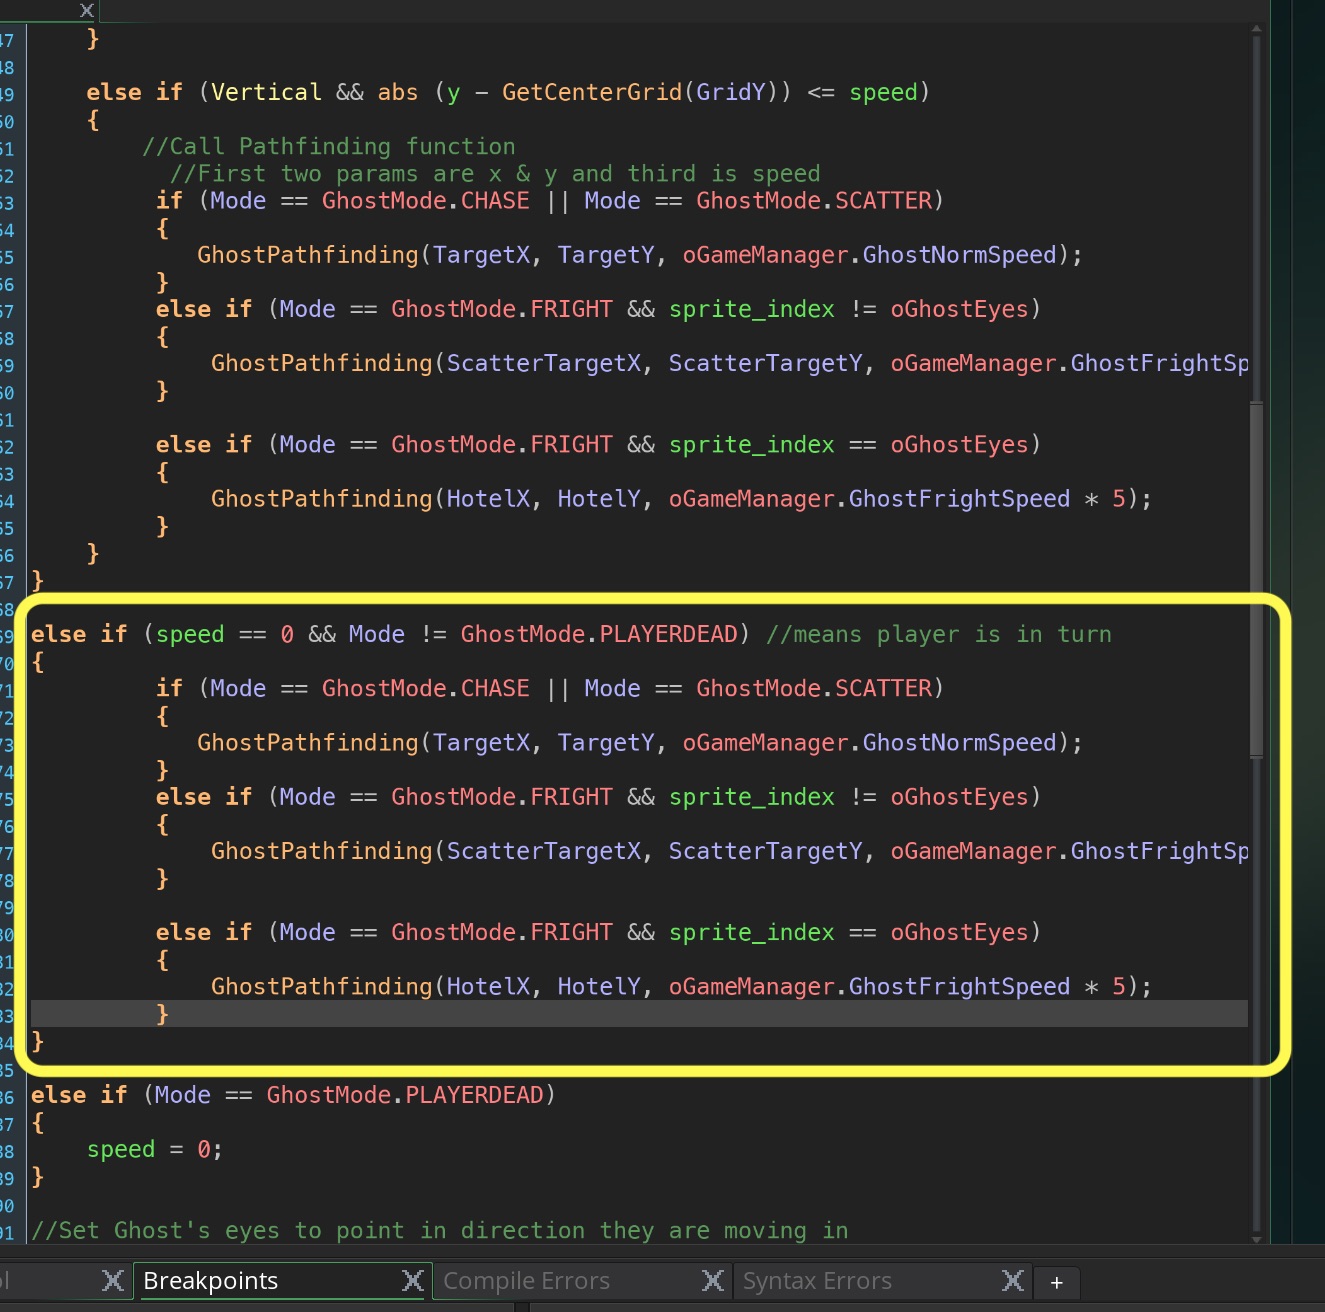 X
47 }
48
49 else if (Vertical && abs (y - GetCenterGrid(GridY)) <= speed)
50 {
51 //Call Pathfinding function
52 //First two params are x & y and third is speed
53 if (Mode == GhostMode.CHASE || Mode == GhostMode.SCATTER)
54 {
55 GhostPathfinding(TargetX, TargetY, oGameManager.GhostNormSpeed);
56 }
57 else if (Mode == GhostMode.FRIGHT && sprite_index != oGhostEyes)
58 {
59 GhostPathfinding(ScatterTargetX, ScatterTargetY, oGameManager.GhostFrightSp
60 }
61
62 else if (Mode == GhostMode.FRIGHT && sprite_index == oGhostEyes)
63 {
64 GhostPathfinding(HotelX, HotelY, oGameManager.GhostFrightSpeed * 5);
65 }
66 }
67 }
68
69 else if (speed == 0 && Mode != GhostMode.PLAYERDEAD) //means player is in turn
70 {
71 if (Mode == GhostMode.CHASE || Mode == GhostMode.SCATTER)
72 {
73 GhostPathfinding(TargetX, TargetY, oGameManager.GhostNormSpeed);
74 }
75 else if (Mode == GhostMode.FRIGHT && sprite_index != oGhostEyes)
76 {
77 GhostPathfinding(ScatterTargetX, ScatterTargetY, oGameManager.GhostFrightSp
78 }
79
80 else if (Mode == GhostMode.FRIGHT && sprite_index == oGhostEyes)
81 {
82 GhostPathfinding(HotelX, HotelY, oGameManager.GhostFrightSpeed * 5);
83 }
84 }
85
86 else if (Mode == GhostMode.PLAYERDEAD)
87 {
88 speed = 0;
89 }
90
91 //Set Ghost's eyes to point in direction they are moving in
l X Breakpoints X Compile Errors X Syntax Errors X +